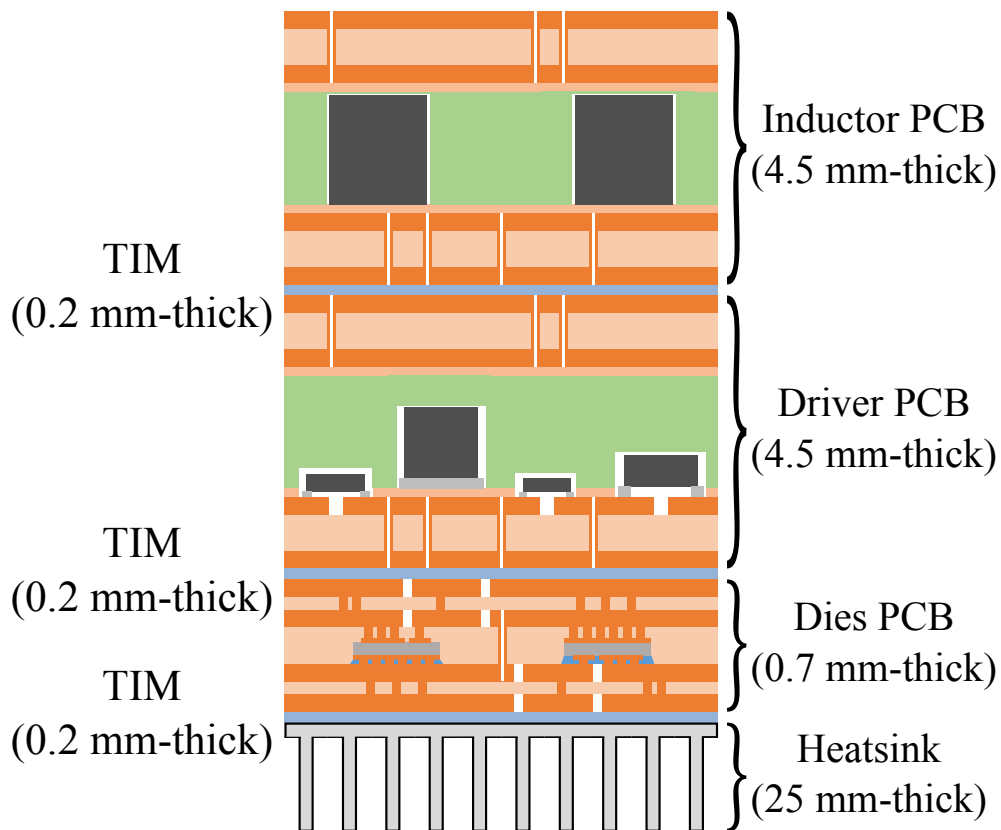 Inductor PCB
(4.5 mm-thick)
TIM
(0.2 mm-thick)
Driver PCB
(4.5 mm-thick)
TIM
(0.2 mm-thick)
Dies PCB
(0.7 mm-thick)
TIM
(0.2 mm-thick)
Heatsink
(25 mm-thick)